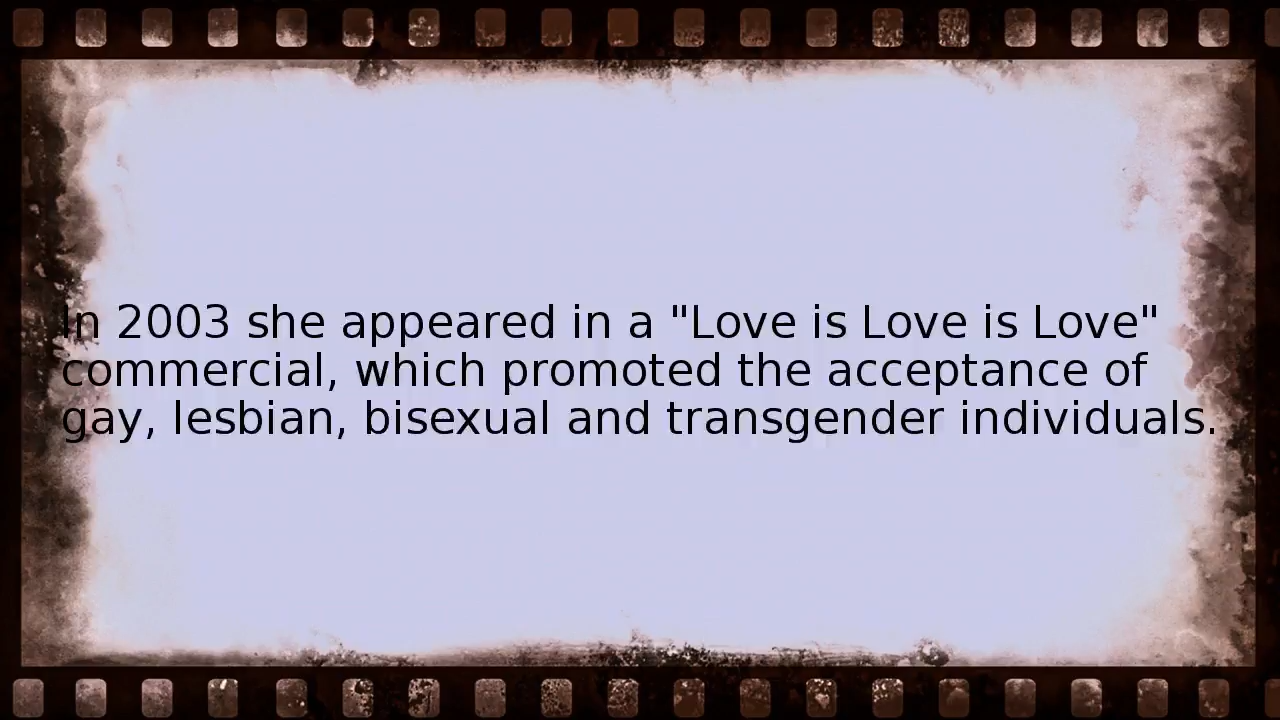 In 2003 she appeared in a "Love is Love is Love"
commercial, which promoted the acceptance of
gay, lesbian, bisexual and transgender individuals.